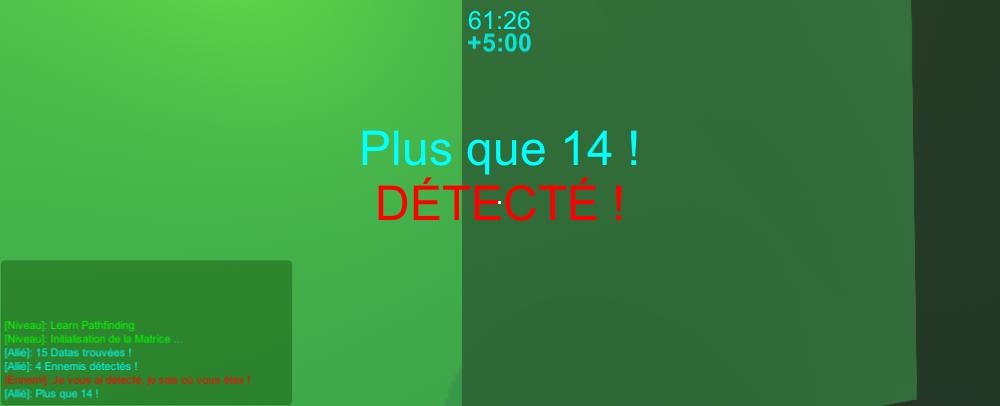 61:26
+5:00
Plus que 14 !
DÉTECTÉ !
[Niveau]: Learn Pathfinding
[Niveau]: Initialisation de la Matrice ...
[Allié]: 15 Datas trouvées !
[Allié]: 4 Ennemis détectés !
[Ennemi]: Je vous ai détecté, je sais où vous êtes !
[Allié]: Plus que 14 !